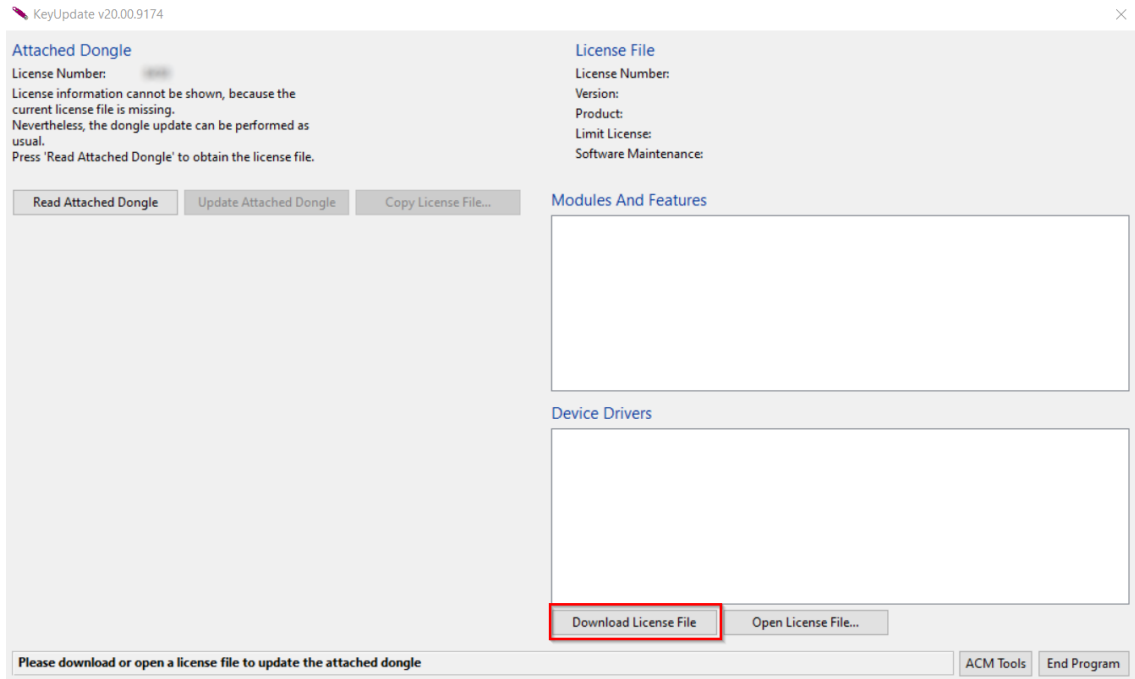 KeyUpdate v20.00.9174
Attached Dongle
License Number:
License information cannot be shown, because the
current license file is missing.
Nevertheless, the dongle update can be performed as
usual.
Press 'Read Attached Dongle' to obtain the license file.
Read Attached Dongle
Update Attached Dongle
Copy License File...
License File
License Number:
Version:
Product:
Limit License:
Software Maintenance:
Modules And Features
Device Drivers
Download License File
Open License File...
Please download or open a license file to update the attached dongle
ACM Tools
End Program